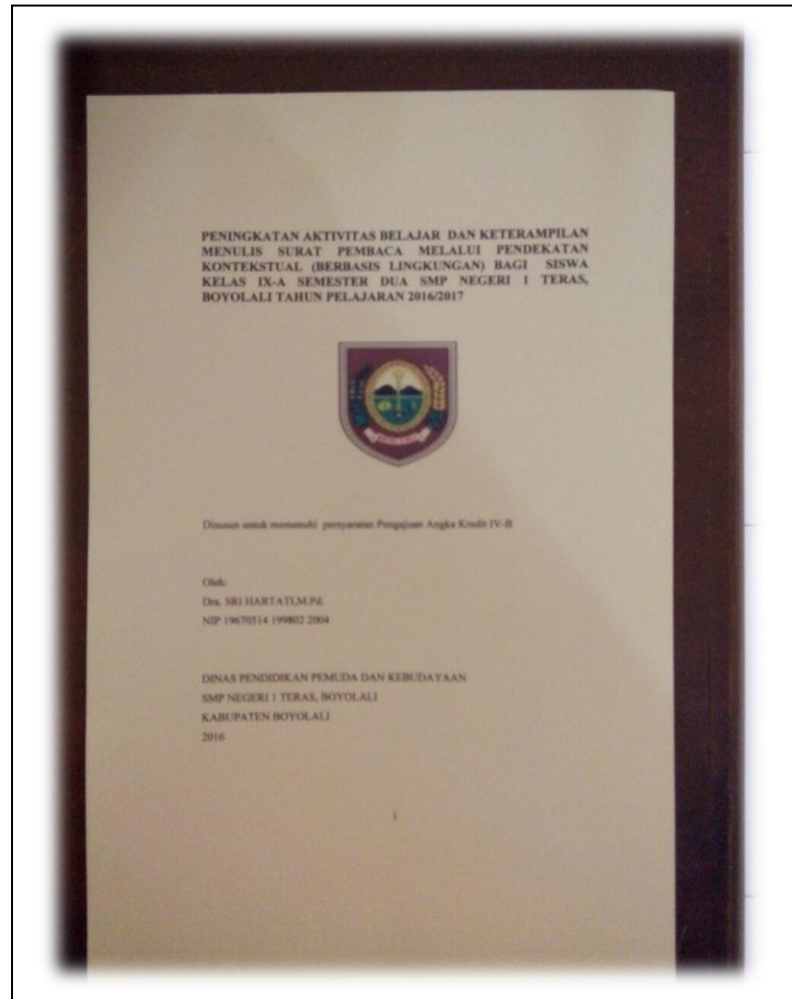 PENINGKATAN AKTIVITAS BELAJAR DAN KETERAMPILAN
MENULIS SURAT PEMBACA MELALUI PENDEKATAN
KONTEKSTUAL (BERBASIS LINGKUNGAN) BAGI SISWA
KELAS IX-A SEMESTER DUA SMP NEGERI 1 TERAS,
BOYOLALI TAHUN PELAJARAN 2016/2017
Disusun untuk memenuhi persyaratan Pengajuan Angka Kredit IV-B
Oleh:
Dra. SRI HARTATI,M.Pd.
NIP 19670514 199802 2004
DINAS PENDIDIKAN PEMUDA DAN KEBUDAYAAN
SMP NEGERI 1 TERAS, BOYOLALI
KABUPATEN BOYOLALI
2016
i